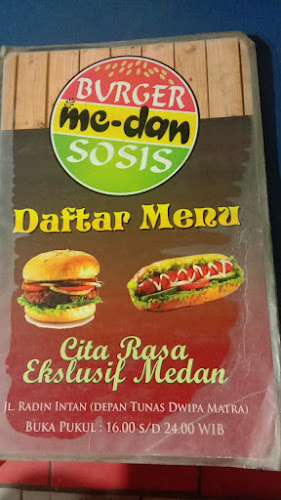 BURGER
mc-dan
SOSIS
Daftar Menu
Cita Rasa
Ekslusif Medan
JL. RADIN INTAN (DEPAN TUNAS DWIPA MATRA)
BUKA PUKUL : 16.00 S/D 24.00 WIB